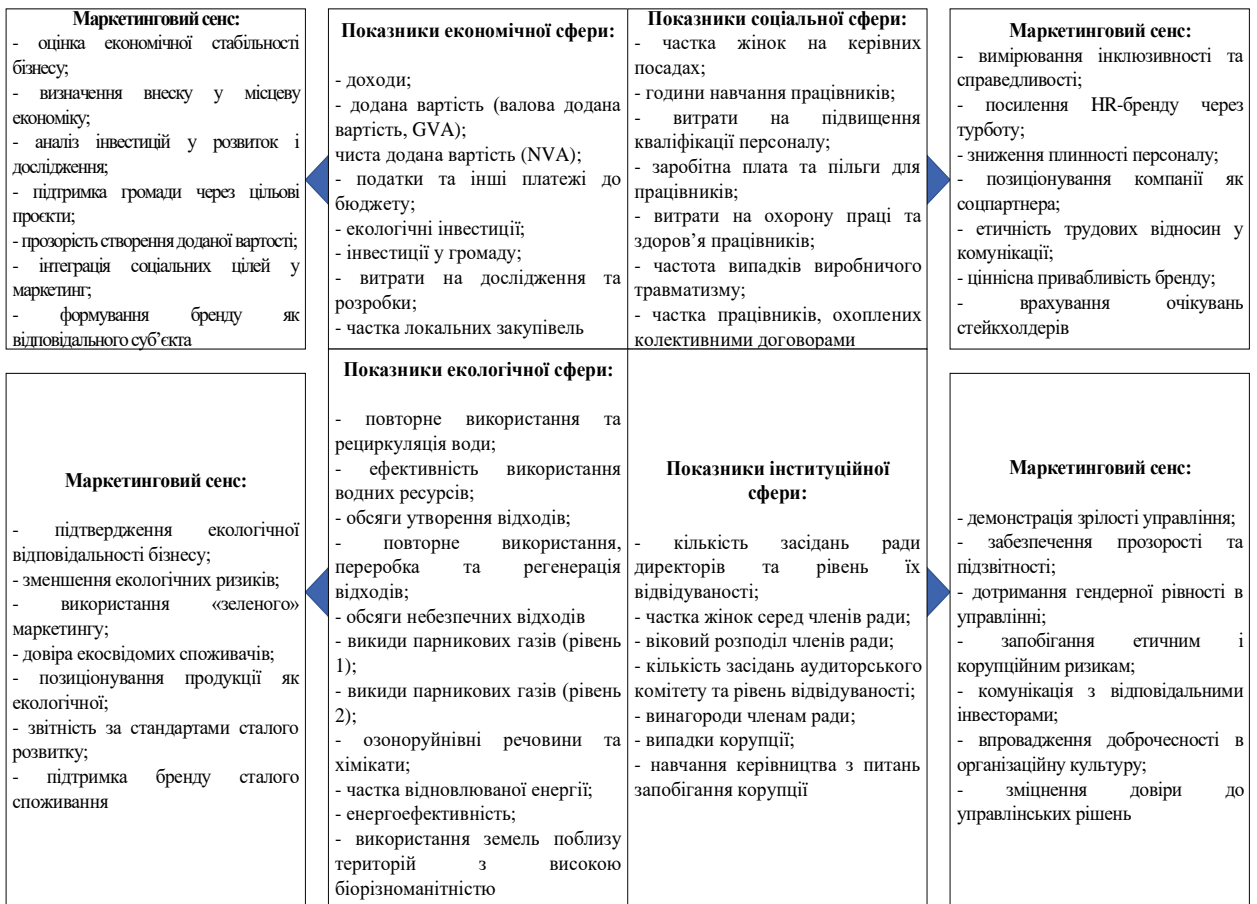 Маркетинговий сенс:
- оцінка економічної стабільності
бізнесу;
- визначення внеску у місцеву
економіку;
- аналіз інвестицій у розвиток і
дослідження;
- підтримка громади через цільові
проєкти;
- прозорість створення доданої вартості;
- інтеграція соціальних цілей у
маркетинг;
- формування бренду як
відповідального суб’єкта
Показники економічної сфери:
- доходи;
- додана вартість (валова додана
вартість, GVA);
чиста додана вартість (NVA);
- податки та інші платежі до
бюджету;
- екологічні інвестиції;
- інвестиції у громаду;
- витрати на дослідження та
розробки;
- частка локальних закупівель
Показники соціальної сфери:
- частка жінок на керівних
посадах;
- години навчання працівників;
- витрати на підвищення
кваліфікації персоналу;
- заробітна плата та пільги для
працівників;
- витрати на охорону праці та
здоров’я працівників;
- частота випадків виробничого
травматизму;
- частка працівників, охоплених
колективними договорами
Маркетинговий сенс:
- вимірювання інклюзивності та
справедливості;
- посилення HR-бренду через
турботу;
- зниження плинності персоналу;
- позиціонування компанії як
соцпартнера;
- етичність трудових відносин у
комунікації;
- ціннісна привабливість бренду;
- врахування очікувань
стейкхолдерів
Маркетинговий сенс:
- підтвердження екологічної
відповідальності бізнесу;
- зменшення екологічних ризиків;
- використання «зеленого»
маркетингу;
- довіра екосвідомих споживачів;
- позиціонування продукції як
екологічної;
- звітність за стандартами сталого
розвитку;
- підтримка бренду сталого
споживання
Показники екологічної сфери:
- повторне використання та
рециркуляція води;
- ефективність використання
водних ресурсів;
- обсяги утворення відходів;
- повторне використання,
переробка та регенерація
відходів;
- обсяги небезпечних відходів
- викиди парникових газів (рівень
1);
- викиди парникових газів (рівень
2);
- озоноруйнівні речовини та
хімікати;
- частка відновлюваної енергії;
- енергоефективність;
- використання земель поблизу
територій з високою
біорізноманітністю
Показники інституційної
сфери:
- кількість засідань ради
директорів та рівень їх
відвідуваності;
- частка жінок серед членів ради;
- віковий розподіл членів ради;
- кількість засідань аудиторського
комітету та рівень відвідуваності;
- винагороди членам ради;
- випадки корупції;
- навчання керівництва з питань
запобігання корупції
Маркетинговий сенс:
- демонстрація зрілості управління;
- забезпечення прозорості та
підзвітності;
- дотримання гендерної рівності в
управлінні;
- запобігання етичним і
корупційним ризикам;
- комунікація з відповідальними
інвесторами;
- впровадження доброчесності в
організаційну культуру;
- зміцнення довіри до
управлінських рішень